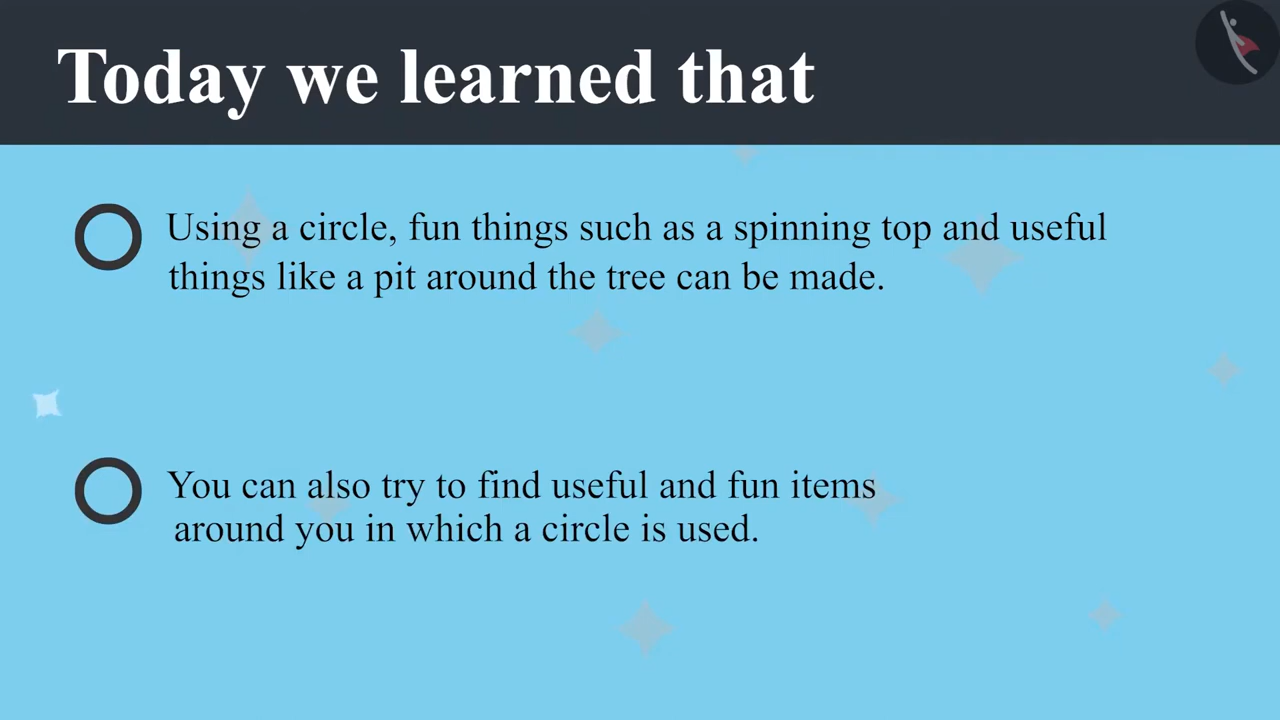 Today we learned that
Using a circle, fun things such as a spinning top and useful
things like a pit around the tree can be made.
You can also try to find useful and fun items
around you in which a circle is used.